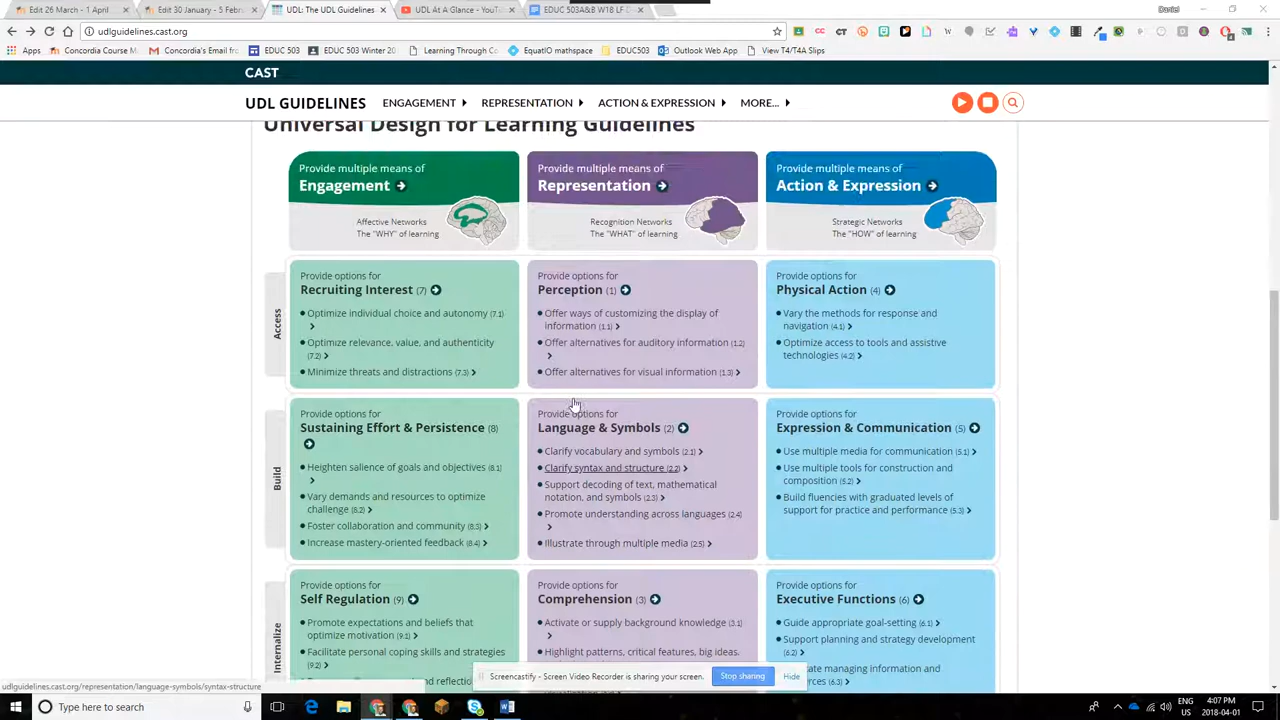 Edit 26 March - 1 April
Edit 30 January - 5 Febru
UDL: The UDL Guidelines
UDL At A Glance - YouTu
EDUC 503A&B W18 LF D
Daniel
udlguidelines.cast.org
Apps
Concordia Course M
Concordia's Email fro
EDUC 503
EDUC 503 Winter 20
Learning Through Co
EquatIO mathspace
EDUC503
Outlook Web App
View T4/T4A Slips
CAST
UDL GUIDELINES
ENGAGEMENT
REPRESENTATION
ACTION & EXPRESSION
MORE...
Universal Design for Learning Guidelines
Provide multiple means of
Engagement
Affective Networks
The "WHY" of learning
Provide multiple means of
Representation
Recognition Networks
The "WHAT" of learning
Provide multiple means of
Action & Expression
Strategic Networks
The "HOW" of learning
Access
Provide options for
Recruiting Interest (7)
Optimize individual choice and autonomy (7.1)
Optimize relevance, value, and authenticity
(7.2)
Minimize threats and distractions (7.3)
Provide options for
Perception (1)
Offer ways of customizing the display of
information (1.1)
Offer alternatives for auditory information (1.2)
Offer alternatives for visual information (1.3)
Provide options for
Physical Action (4)
Vary the methods for response and
navigation (4.1)
Optimize access to tools and assistive
technologies (4.2)
Build
Provide options for
Sustaining Effort & Persistence (8)
Heighten salience of goals and objectives (8.1)
Vary demands and resources to optimize
challenge (8.2)
Foster collaboration and community (8.3)
Increase mastery-oriented feedback (8.4)
Provide options for
Language & Symbols (2)
Clarify vocabulary and symbols (2.1)
Clarify syntax and structure (2.2)
Support decoding of text, mathematical
notation, and symbols (2.3)
Promote understanding across languages (2.4)
Illustrate through multiple media (2.5)
Provide options for
Expression & Communication (5)
Use multiple media for communication (5.1)
Use multiple tools for construction and
composition (5.2)
Build fluencies with graduated levels of
support for practice and performance (5.3)
Internalize
Provide options for
Self Regulation (9)
Promote expectations and beliefs that
optimize motivation (9.1)
Facilitate personal coping skills and strategies
(9.2)
Provide options for
Comprehension (3)
Activate or supply background knowledge (3.1)
Highlight patterns, critical features, big ideas,
Provide options for
Executive Functions (6)
Guide appropriate goal-setting (6.1)
Support planning and strategy development
(6.2)
managing information and
(6.3)
Screencastify - Screen Video Recorder is sharing your screen.
Stop sharing
Hide
udlguidelines.cast.org/representation/language-symbols/syntax-structure
Type here to search
ENG
US
4:07 PM
2018-04-01